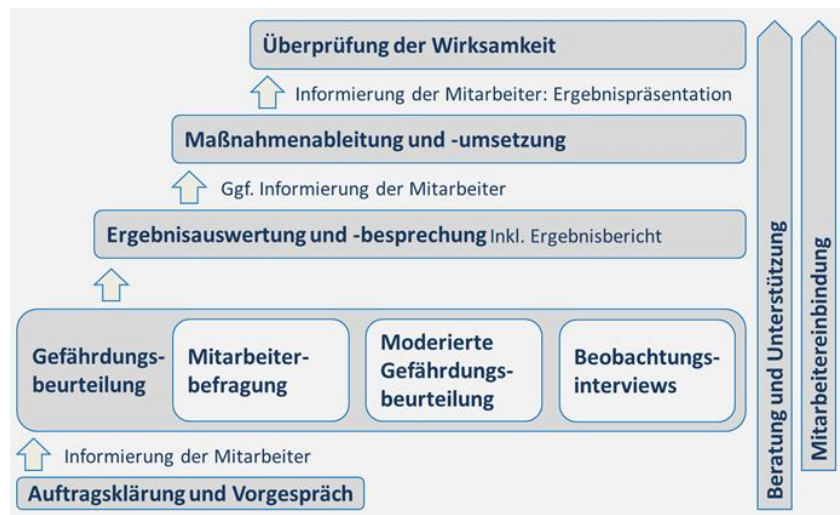 Überprüfung der Wirksamkeit
Informierung der Mitarbeiter: Ergebnispräsentation
Maßnahmenableitung und -umsetzung
Ggf. Informierung der Mitarbeiter
Ergebnisauswertung und -besprechung Inkl. Ergebnisbericht
Gefährdungs-
beurteilung
Mitarbeiter-
befragung
Moderierte
Gefährdungs-
beurteilung
Beobachtungs-
interviews
Informierung der Mitarbeiter
Auftragsklärung und Vorgespräch
Beratung und Unterstützung
Mitarbeitereinbindung